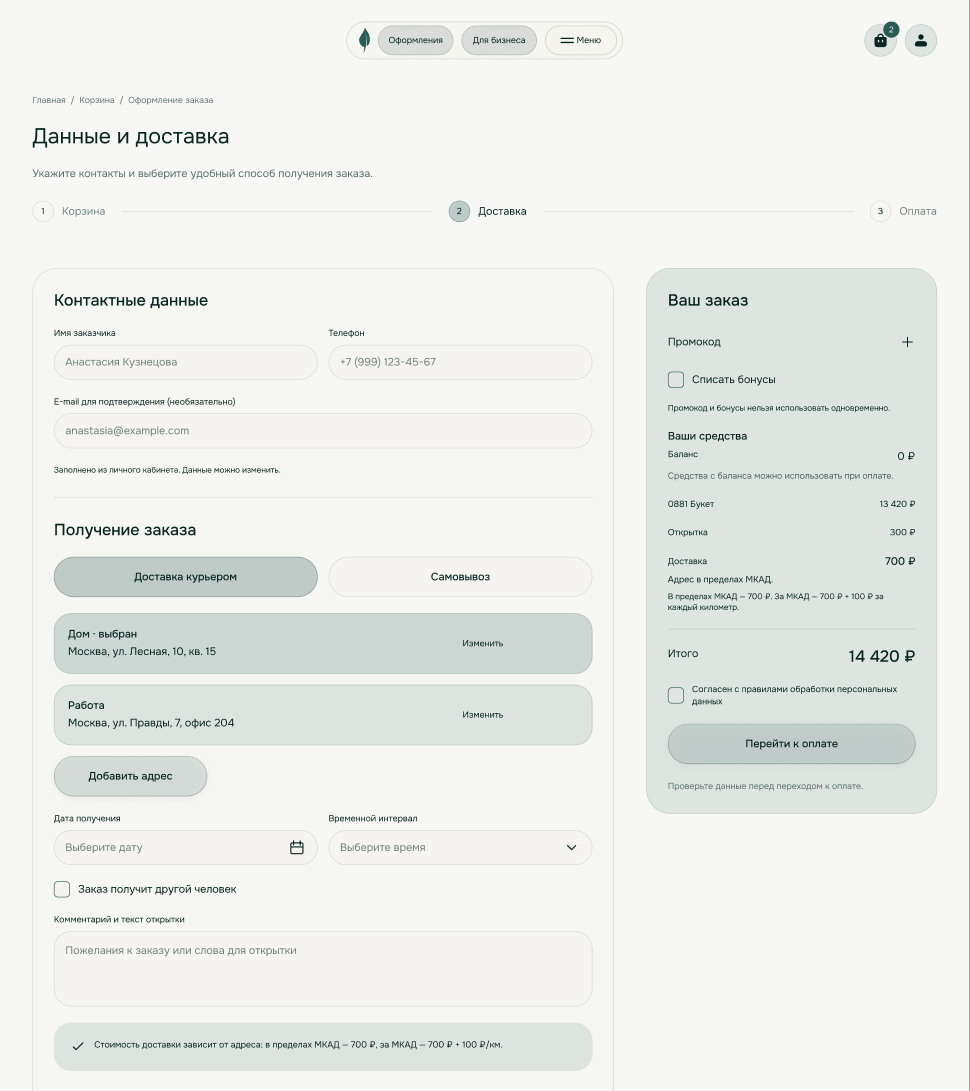 Оформления
Для бизнеса
Меню
2
Главная / Корзина / Оформление заказа
Данные и доставка
Укажите контакты и выберите удобный способ получения заказа.
1 Корзина
2 Доставка
3 Оплата
Контактные данные
Имя заказчика
Анастасия Кузнецова
Телефон
+7 (999) 123-45-67
E-mail для подтверждения (необязательно)
anastasia@example.com
Заполнено из личного кабинета. Данные можно изменить.
Получение заказа
Доставка курьером
Самовывоз
Дом · выбран
Москва, ул. Лесная, 10, кв. 15
Изменить
Работа
Москва, ул. Правды, 7, офис 204
Изменить
Добавить адрес
Дата получения
Выберите дату
Временной интервал
Выберите время
Заказ получит другой человек
Комментарий и текст открытки
Пожелания к заказу или слова для открытки
Стоимость доставки зависит от адреса: в пределах МКАД — 700 ₽, за МКАД — 700 ₽ + 100 ₽/км.
Ваш заказ
Промокод
Списать бонусы
Промокод и бонусы нельзя использовать одновременно.
Ваши средства
Баланс 0 ₽
Средства с баланса можно использовать при оплате.
0881 Букет 13 420 ₽
Открытка 300 ₽
Доставка 700 ₽
Адрес в пределах МКАД.
В пределах МКАД — 700 ₽. За МКАД — 700 ₽ + 100 ₽ за
каждый километр.
Итого 14 420 ₽
Согласен с правилами обработки персональных
данных
Перейти к оплате
Проверьте данные перед переходом к оплате.